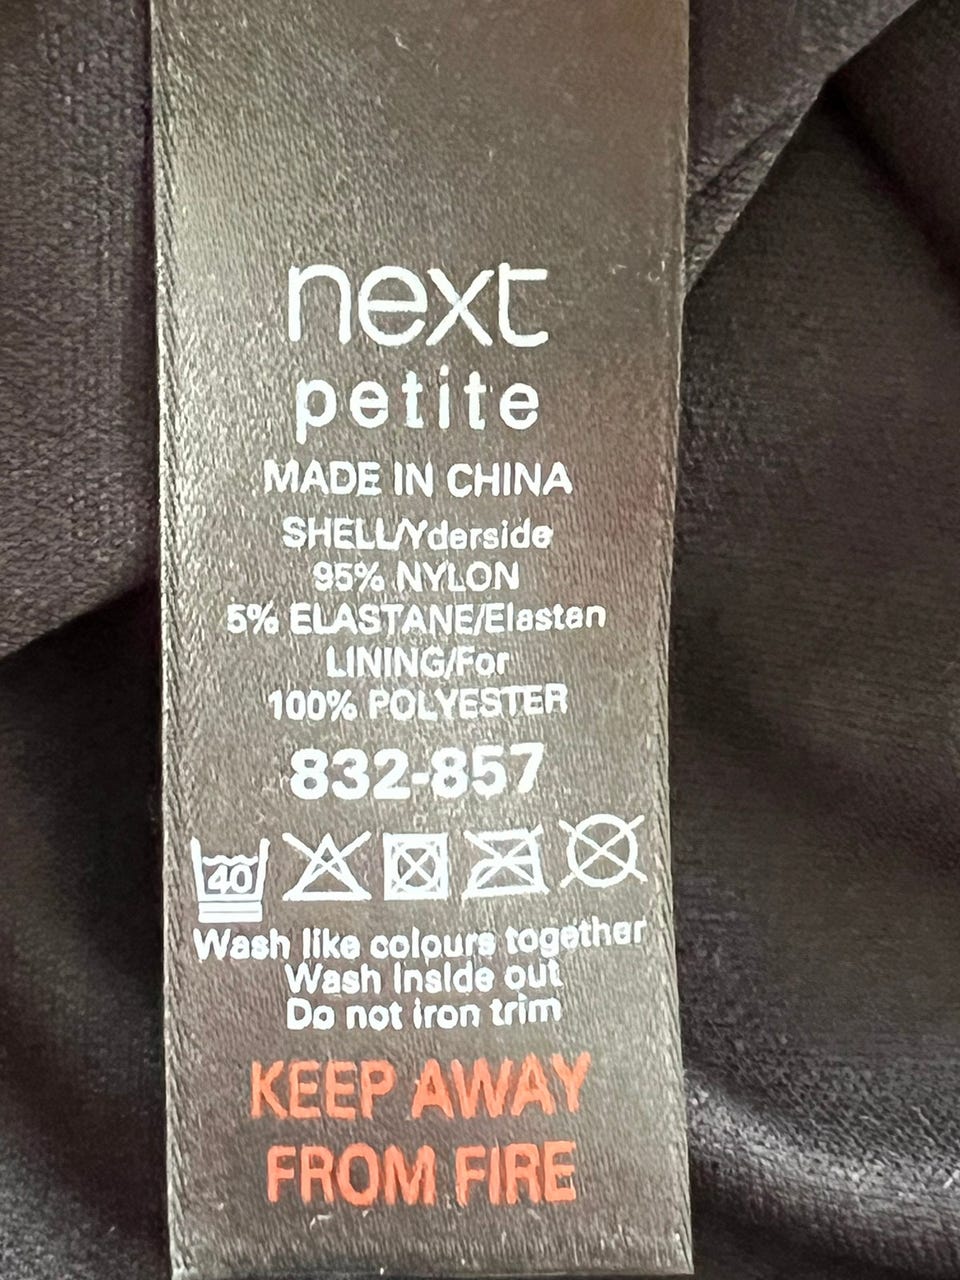 next
petite
MADE IN CHINA
SHELL/Yderside
95% NYLON
5% ELASTANE/Elastan
LINING/For
100% POLYESTER
832-857
40
Wash like colours together
Wash inside out
Do not iron trim
KEEP AWAY
FROM FIRE